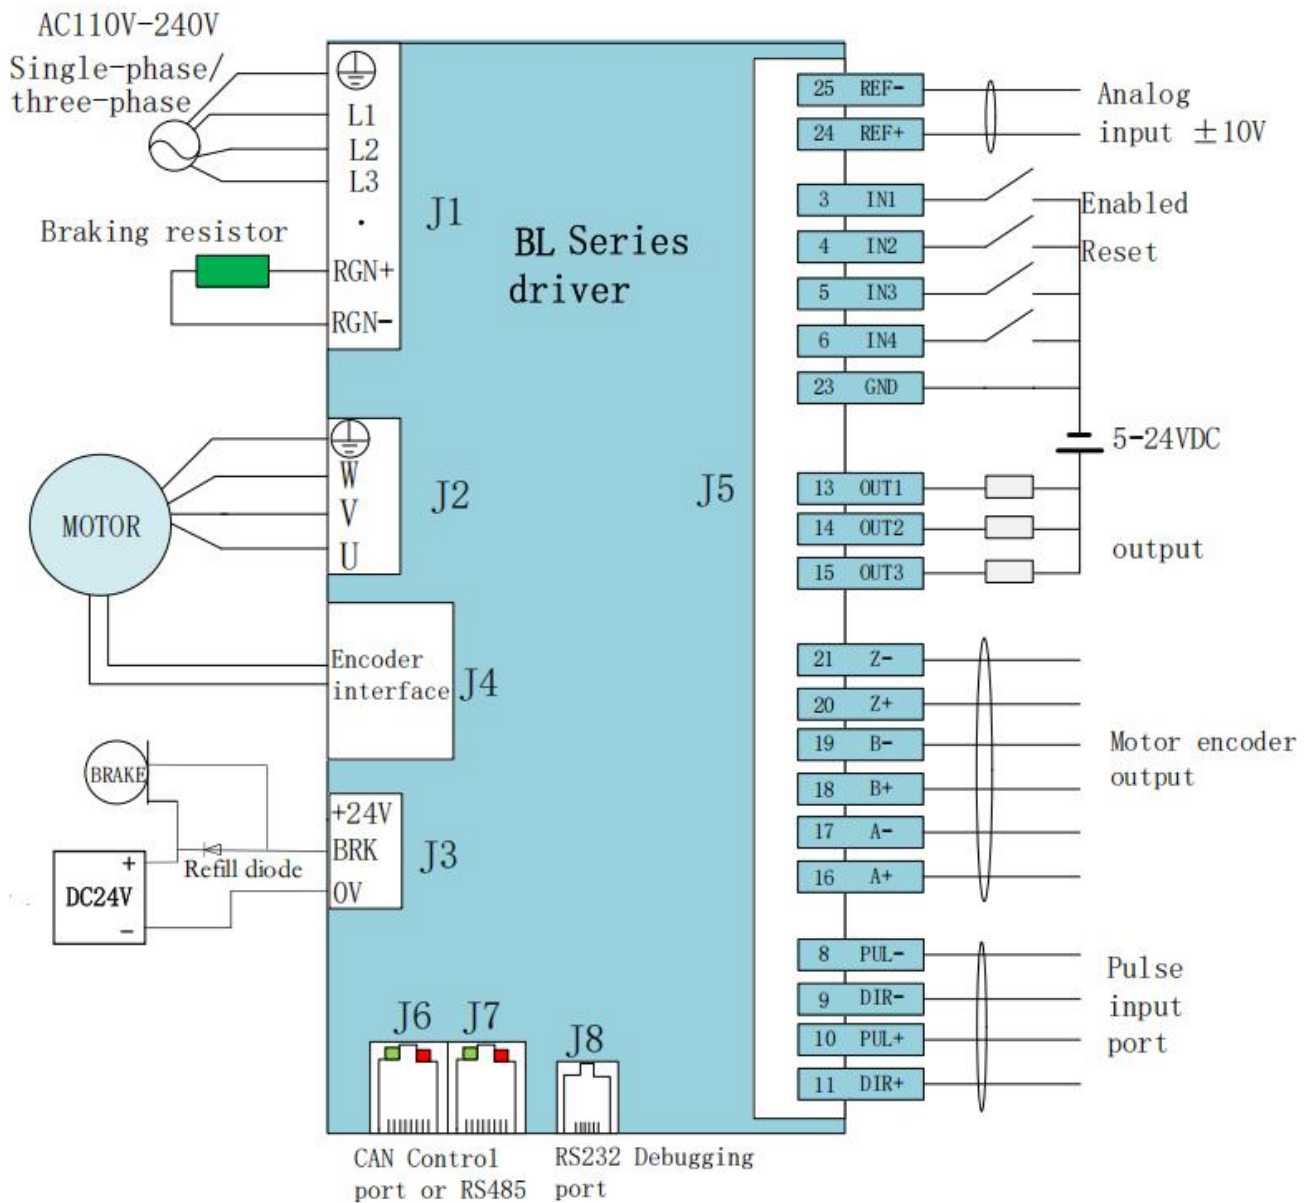 AC110V-240V
Single-phase/
three-phase
L1
L2
L3
J1
Braking resistor
RGN+
RGN-
BL Series
driver
MOTOR
W
V
U
J2
Encoder
interface
J4
BRAKE
+24V
BRK
0V
J3
Refill diode
+
DC24V
-
J6
J7
J8
CAN Control
port or RS485
RS232 Debugging
port
J5
25 REF-
24 REF+
Analog
input ±10V
3 IN1
Enabled
4 IN2
Reset
5 IN3
6 IN4
23 GND
5-24VDC
13 OUT1
14 OUT2
15 OUT3
output
21 Z-
20 Z+
19 B-
18 B+
17 A-
16 A+
Motor encoder
output
8 PUL-
9 DIR-
10 PUL+
11 DIR+
Pulse
input
port